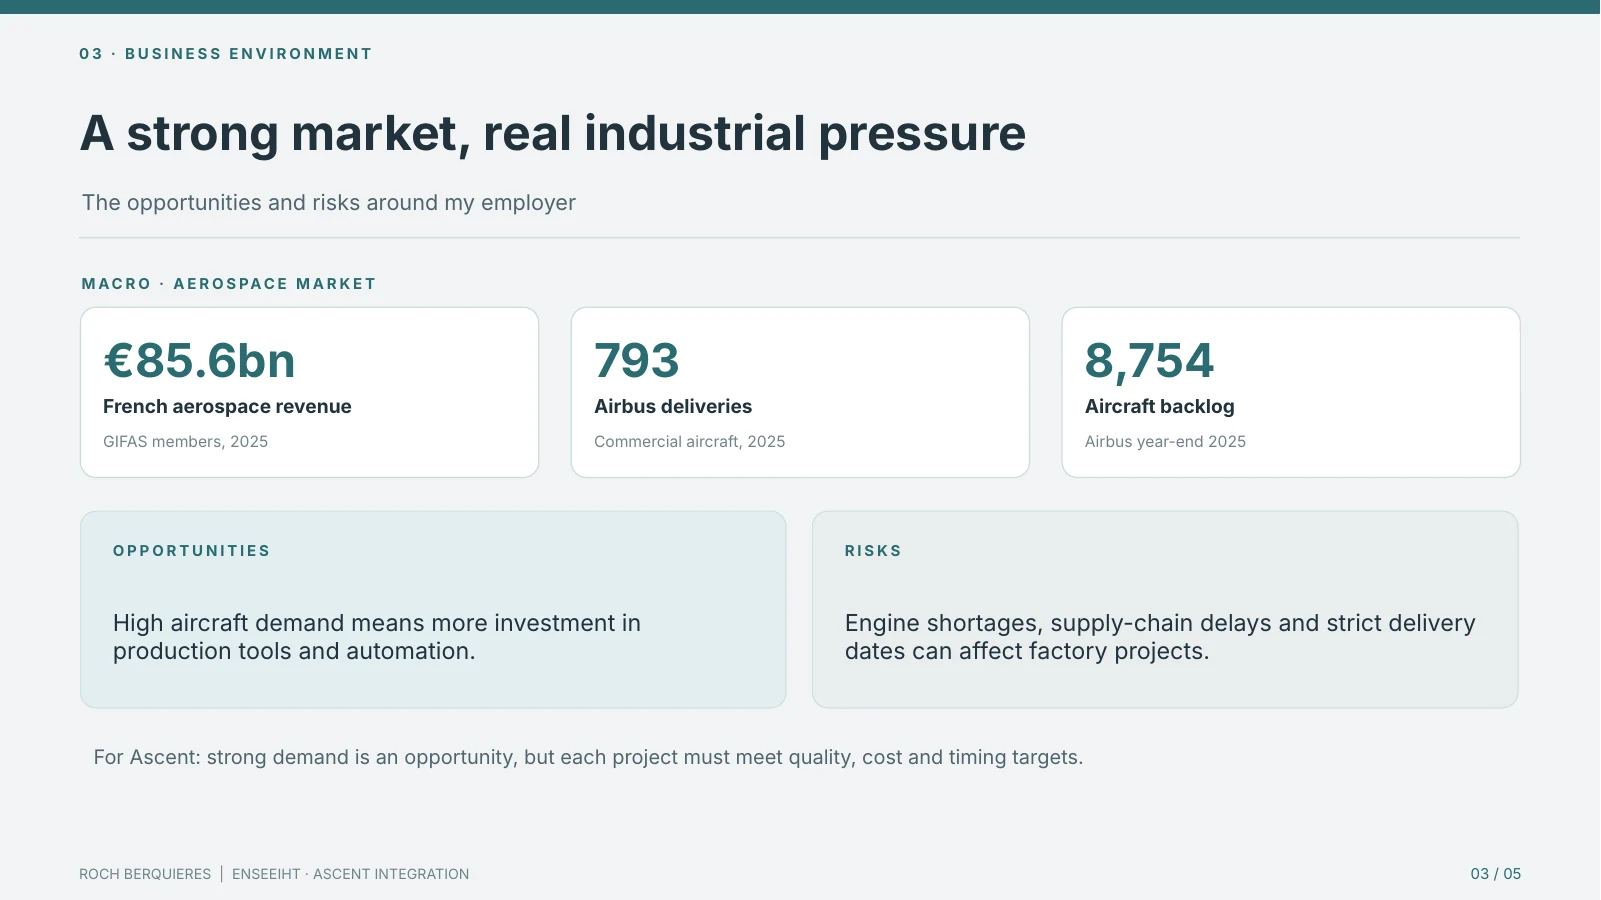 03 · BUSINESS ENVIRONMENT
A strong market, real industrial pressure
The opportunities and risks around my employer
MACRO · AEROSPACE MARKET
€85.6bn
French aerospace revenue
GIFAS members, 2025
793
Airbus deliveries
Commercial aircraft, 2025
8,754
Aircraft backlog
Airbus year-end 2025
OPPORTUNITIES
High aircraft demand means more investment in
production tools and automation.
RISKS
Engine shortages, supply-chain delays and strict delivery
dates can affect factory projects.
For Ascent: strong demand is an opportunity, but each project must meet quality, cost and timing targets.
ROCH BERQUIERES | ENSEEIHT · ASCENT INTEGRATION
03 / 05